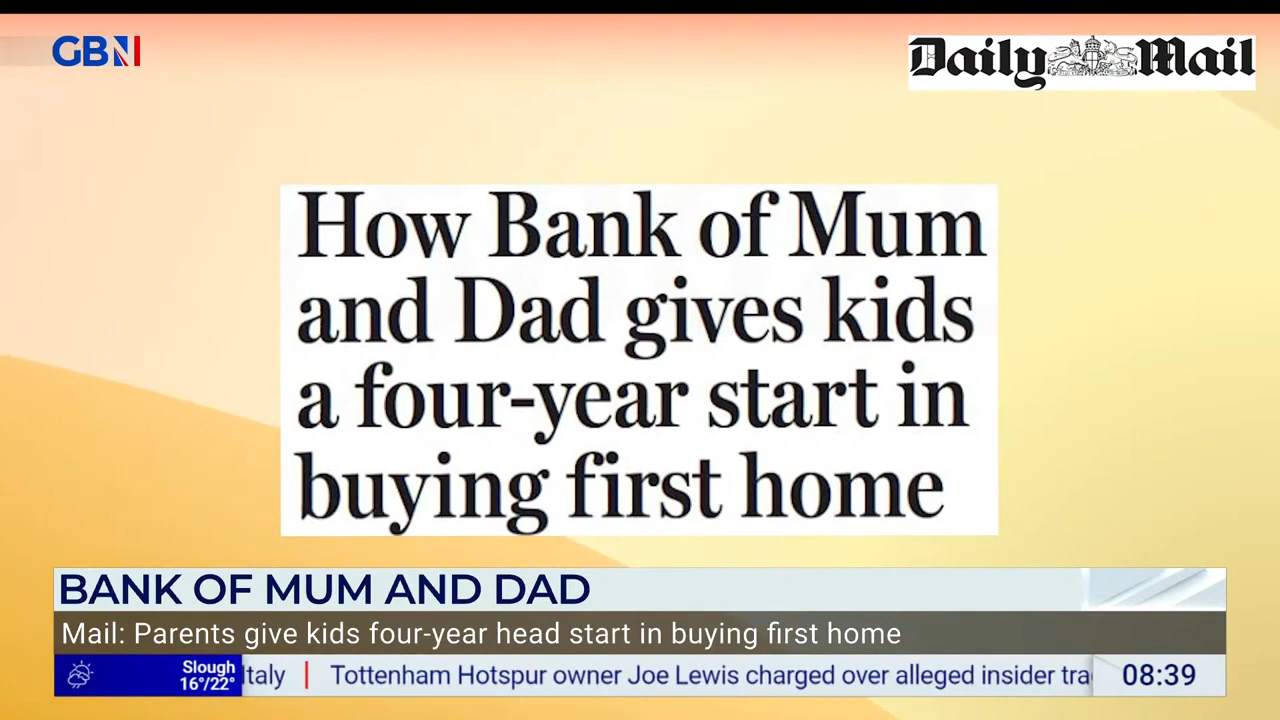 GBN
Daily Mail
How Bank of Mum
and Dad gives kids
a four-year start in
buying first home
BANK OF MUM AND DAD
Mail: Parents give kids four-year head start in buying first home
Slough
16°/22°
Italy | Tottenham Hotspur owner Joe Lewis charged over alleged insider
08:39